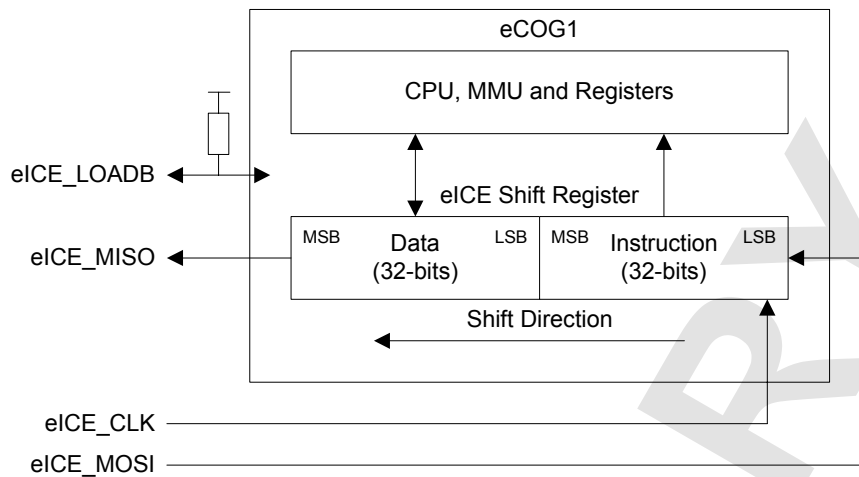 eCOG1
CPU, MMU and Registers
eICE_LOADB
eICE Shift Register
MSB Data LSB MSB Instruction LSB
(32-bits) (32-bits)
eICE_MISO
Shift Direction
eICE_CLK
eICE_MOSI
RY